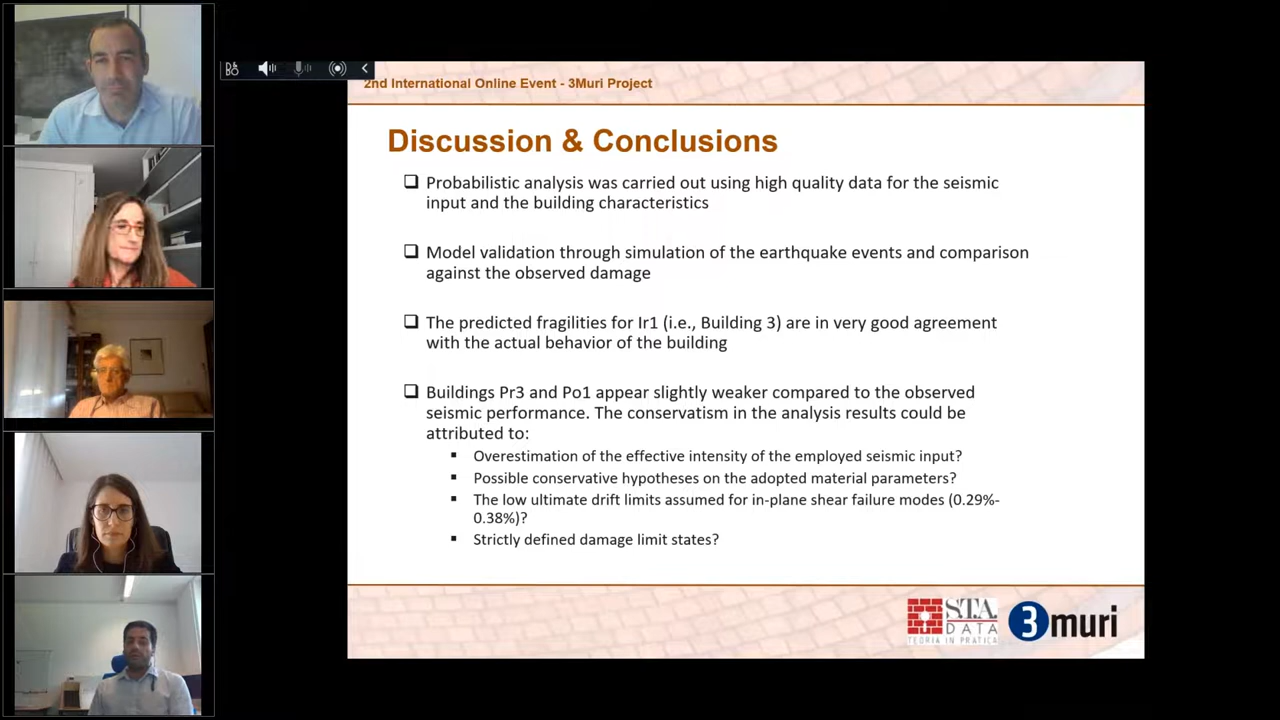 2nd International Online Event - 3Muri Project
Discussion & Conclusions
Probabilistic analysis was carried out using high quality data for the seismic
input and the building characteristics
Model validation through simulation of the earthquake events and comparison
against the observed damage
The predicted fragilities for Ir1 (i.e., Building 3) are in very good agreement
with the actual behavior of the building
Buildings Pr3 and Po1 appear slightly weaker compared to the observed
seismic performance. The conservatism in the analysis results could be
attributed to:
Overestimation of the effective intensity of the employed seismic input?
Possible conservative hypotheses on the adopted material parameters?
The low ultimate drift limits assumed for in-plane shear failure modes (0.29%-
0.38%)?
Strictly defined damage limit states?
S.T.A.
DATA
TEORIA IN PRATICA
3muri